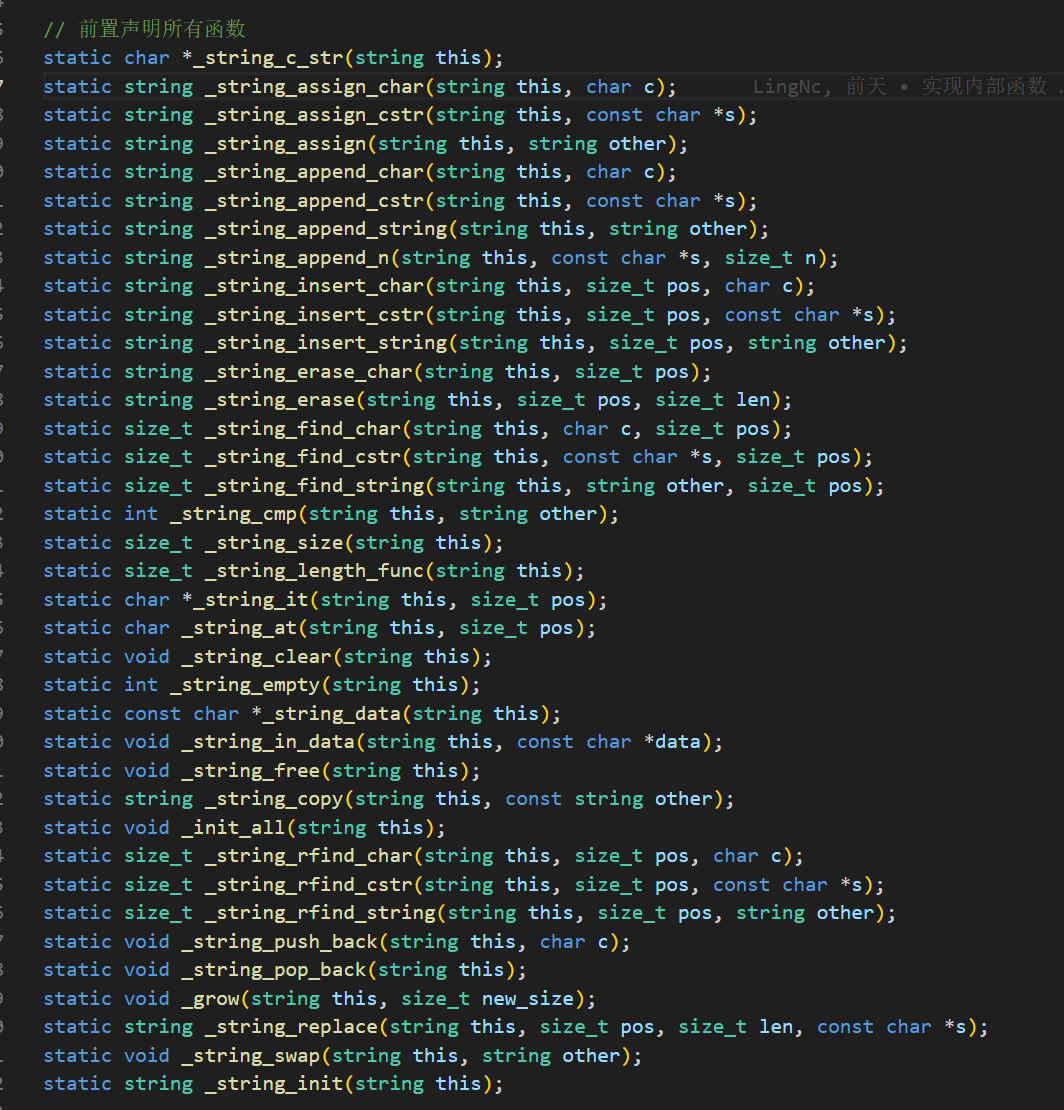 // 前置声明所有函数
static char *_string_c_str(string this);
static string _string_assign_char(string this, char c); LingNc, 前天 • 实现内部函数 .
static string _string_assign_cstr(string this, const char *s);
static string _string_assign(string this, string other);
static string _string_append_char(string this, char c);
static string _string_append_cstr(string this, const char *s);
static string _string_append_string(string this, string other);
static string _string_append_n(string this, const char *s, size_t n);
static string _string_insert_char(string this, size_t pos, char c);
static string _string_insert_cstr(string this, size_t pos, const char *s);
static string _string_insert_string(string this, size_t pos, string other);
static string _string_erase_char(string this, size_t pos);
static string _string_erase(string this, size_t pos, size_t len);
static size_t _string_find_char(string this, char c, size_t pos);
static size_t _string_find_cstr(string this, const char *s, size_t pos);
static size_t _string_find_string(string this, string other, size_t pos);
static int _string_cmp(string this, string other);
static size_t _string_size(string this);
static size_t _string_length_func(string this);
static char *_string_it(string this, size_t pos);
static char _string_at(string this, size_t pos);
static void _string_clear(string this);
static int _string_empty(string this);
static const char *_string_data(string this);
static void _string_in_data(string this, const char *data);
static void _string_free(string this);
static string _string_copy(string this, const string other);
static void _init_all(string this);
static size_t _string_rfind_char(string this, size_t pos, char c);
static size_t _string_rfind_cstr(string this, size_t pos, const char *s);
static size_t _string_rfind_string(string this, size_t pos, string other);
static void _string_push_back(string this, char c);
static void _string_pop_back(string this);
static void _grow(string this, size_t new_size);
static string _string_replace(string this, size_t pos, size_t len, const char *s);
static void _string_swap(string this, string other);
static string _string_init(string this);